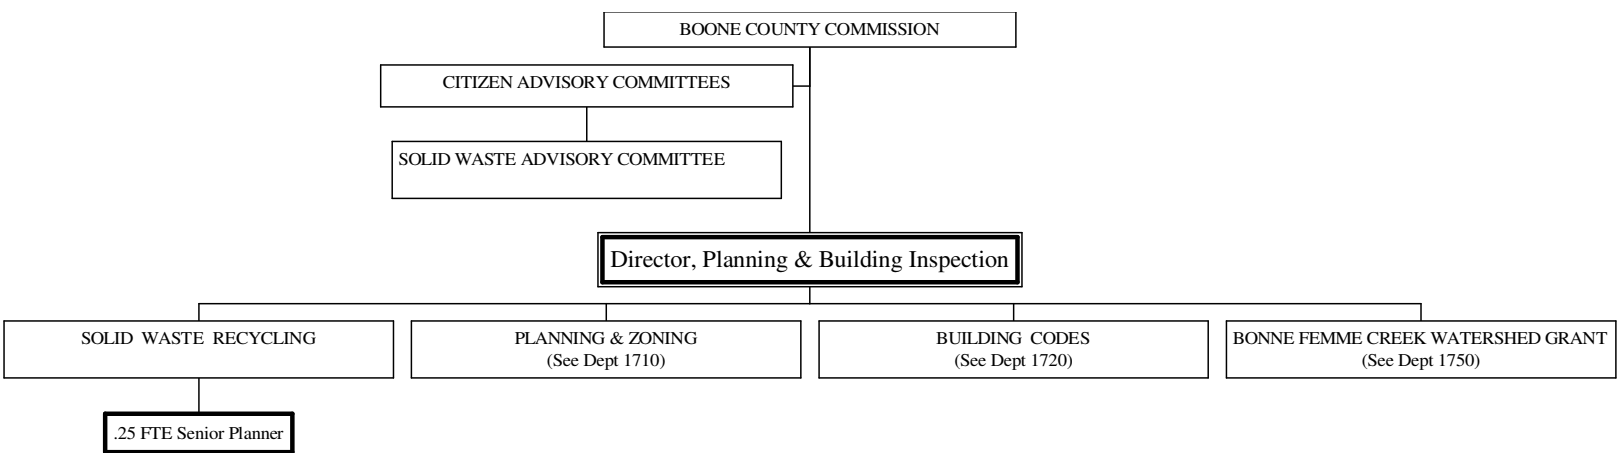 BOONE COUNTY COMMISSION
CITIZEN ADVISORY COMMITTEES
SOLID WASTE ADVISORY COMMITTEE
Director, Planning & Building Inspection
SOLID WASTE RECYCLING
PLANNING & ZONING
(See Dept 1710)
BUILDING CODES
(See Dept 1720)
BONNE FEMME CREEK WATERSHED GRANT
(See Dept 1750)
.25 FTE Senior Planner